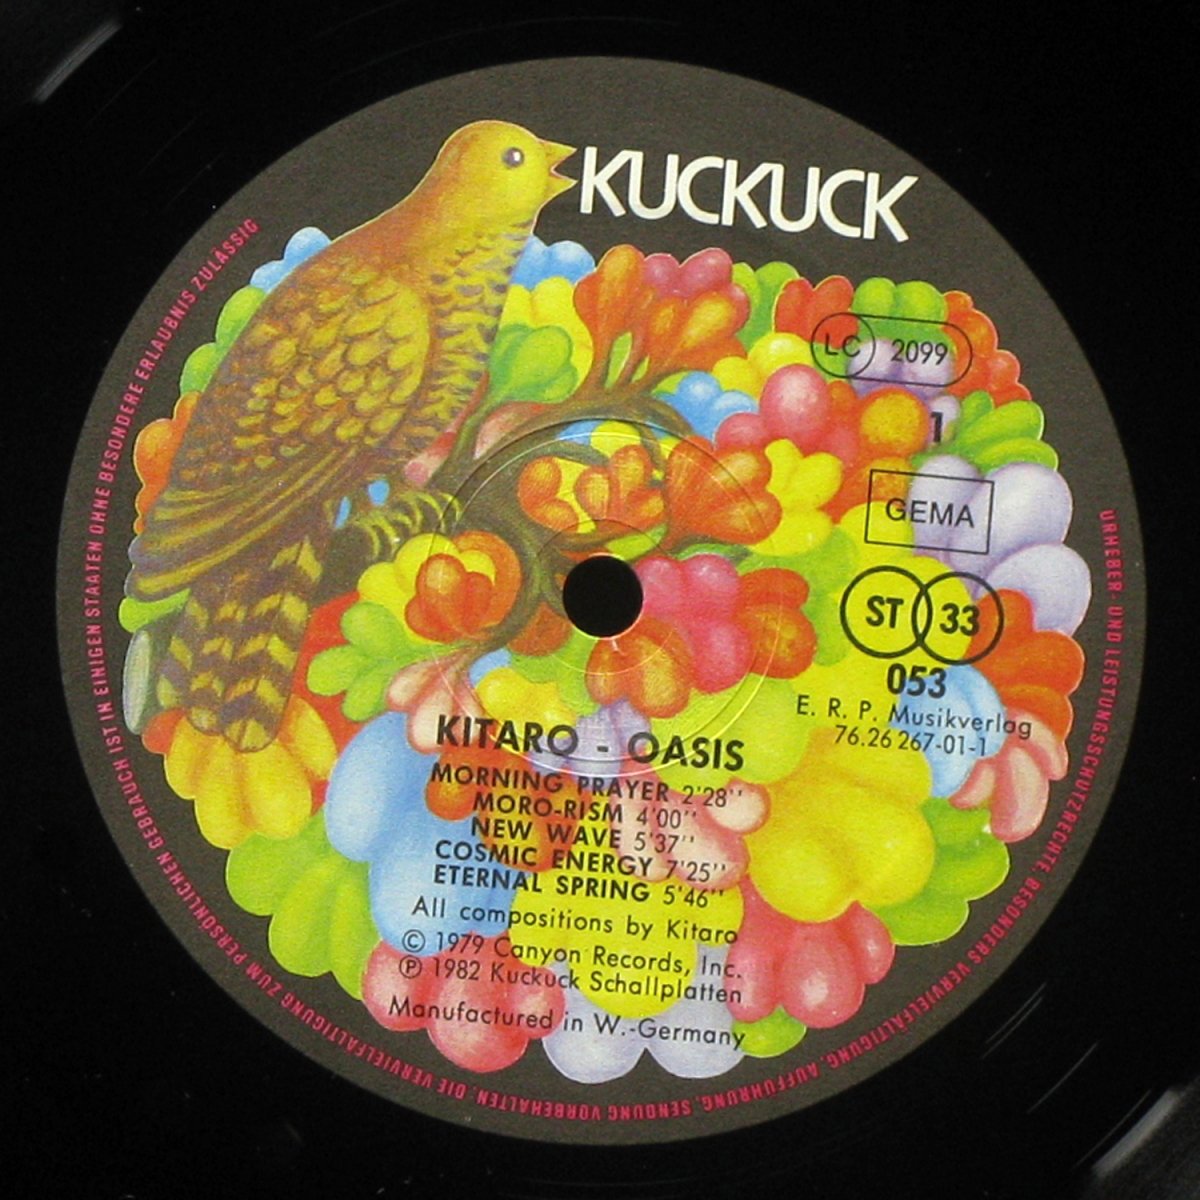 KUCKUCK
LC 2099
1
GEMA
ST 33
053
E. R. P. Musikverlag
76.26 267-01-1
KITARO - OASIS
MORNING PRAYER 2'28''
MORO-RISM 4'00''
NEW WAVE 5'37''
COSMIC ENERGY 7'25''
ETERNAL SPRING 5'46''
All compositions by Kitaro
© 1979 Canyon Records, Inc.
℗ 1982 Kuckuck Schallplatten
Manufactured in W.-Germany
URHEBER- UND LEISTUNGSSCHUTZRECHTE, BESONDERS VERVIELFÄLTIGUNG, AUFFÜHRUNG, SENDUNG VORBEHALTEN. DIE VERVIELFÄLTIGUNG ZUM PERSÖNLICHEN GEBRAUCH IST IN EINIGEN STAATEN OHNE BESONDERE ERLAUBNIS ZULÄSSIG